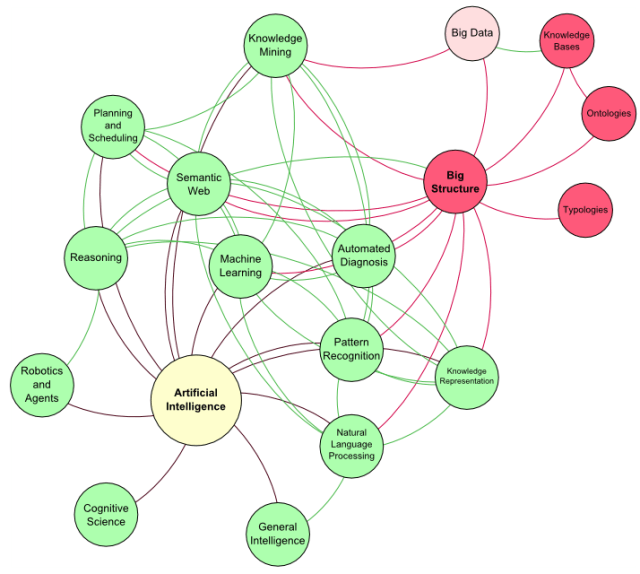 Big Data
Knowledge
Mining
Knowledge
Bases
Planning
and
Scheduling
Ontologies
Semantic
Web
Big
Structure
Typologies
Reasoning
Machine
Learning
Automated
Diagnosis
Pattern
Recognition
Knowledge
Representation
Robotics
and
Agents
Artificial
Intelligence
Natural
Language
Processing
Cognitive
Science
General
Intelligence